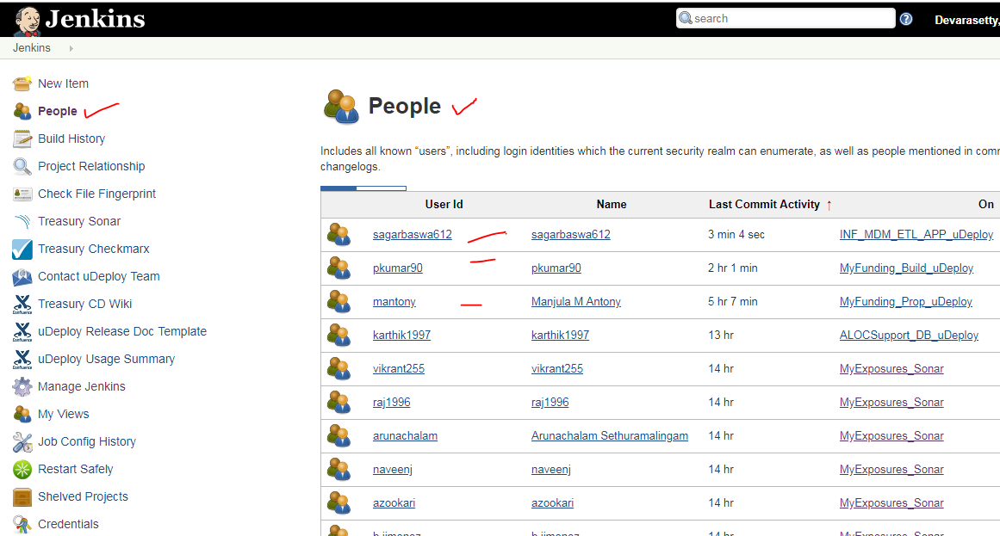 Jenkins
search
Devarasetty,
Jenkins
New Item
People
Build History
Project Relationship
Check File Fingerprint
Treasury Sonar
Treasury Checkmarx
Contact uDeploy Team
Confluence
Treasury CD Wiki
Confluence
uDeploy Release Doc Template
Confluence
uDeploy Usage Summary
Manage Jenkins
My Views
Job Config History
Restart Safely
Shelved Projects
Credentials
People
Includes all known “users”, including login identities which the current security realm can enumerate, as well as people mentioned in comm
changelogs.
User Id Name Last Commit Activity ↑ On
sagarbaswa612 sagarbaswa612 3 min 4 sec INF_MDM_ETL_APP_uDeploy
pkumar90 pkumar90 2 hr 1 min MyFunding_Build_uDeploy
mantony Manjula M Antony 5 hr 7 min MyFunding_Prop_uDeploy
karthik1997 karthik1997 13 hr ALOCSupport_DB_uDeploy
vikrant255 vikrant255 14 hr MyExposures_Sonar
raj1996 raj1996 14 hr MyExposures_Sonar
arunachalam Arunachalam Sethuramalingam 14 hr MyExposures_Sonar
naveenj naveenj 14 hr MyExposures_Sonar
azookari azookari 14 hr MyExposures_Sonar